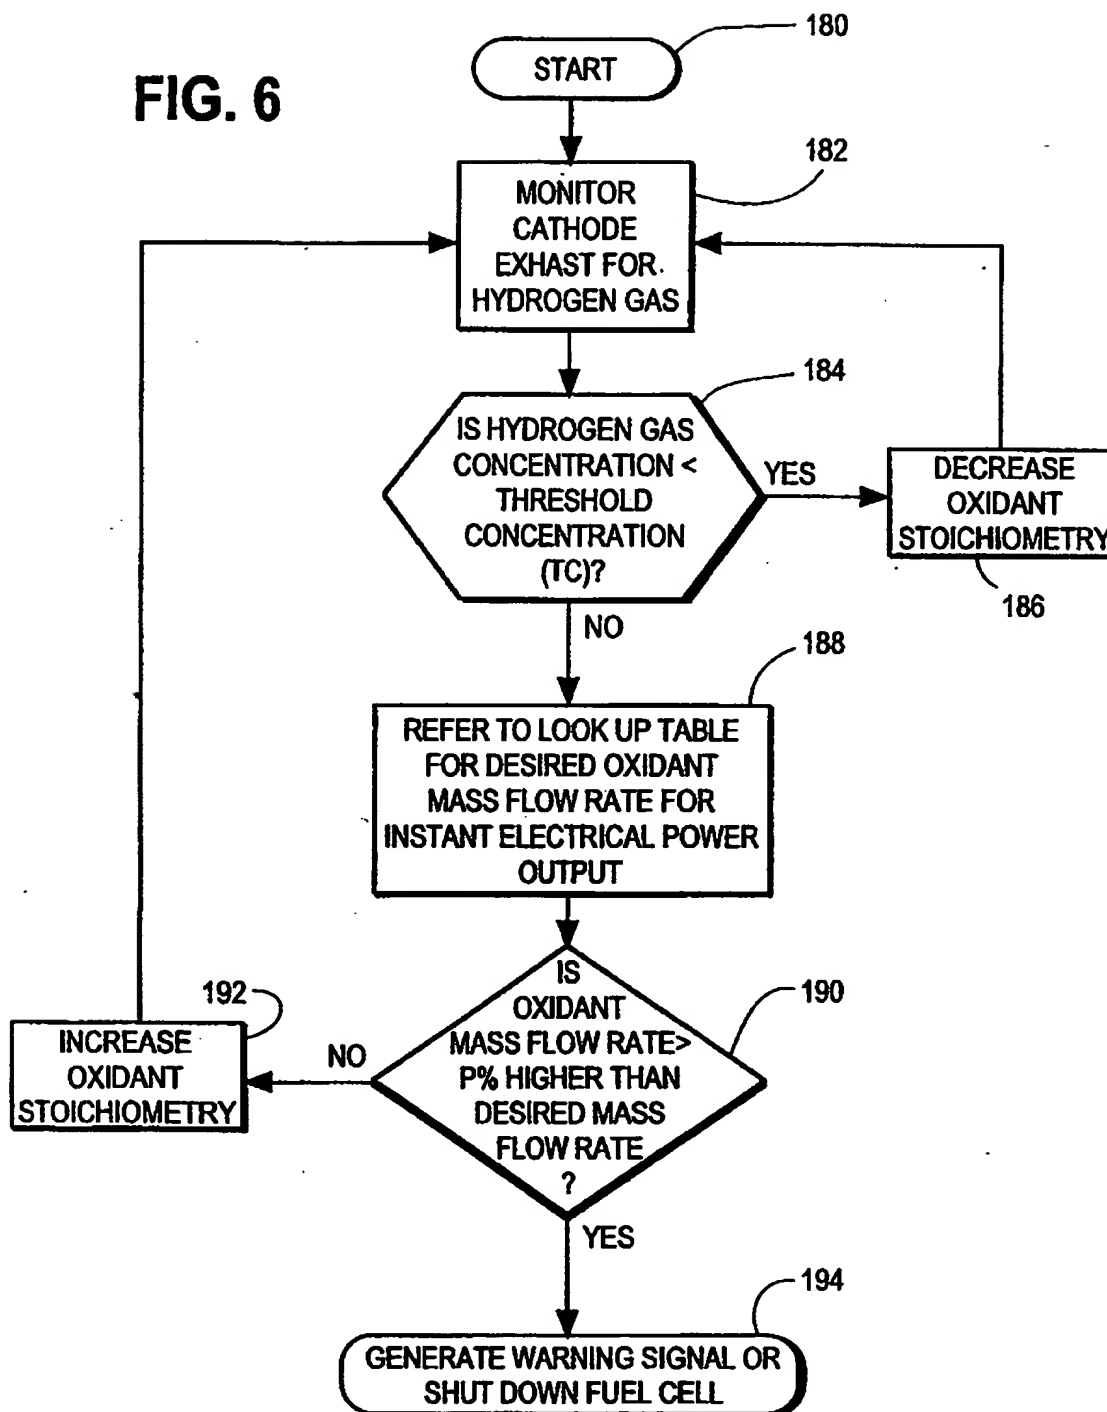 FIG. 6
START
180
MONITOR
CATHODE
EXHAST FOR
HYDROGEN GAS
182
IS HYDROGEN GAS
CONCENTRATION <
THRESHOLD
CONCENTRATION
(TC)?
184
YES
DECREASE
OXIDANT
STOICHIOMETRY
186
NO
188
REFER TO LOOK UP TABLE
FOR DESIRED OXIDANT
MASS FLOW RATE FOR
INSTANT ELECTRICAL POWER
OUTPUT
IS
OXIDANT
MASS FLOW RATE>
P% HIGHER THAN
DESIRED MASS
FLOW RATE
?
190
NO
192
INCREASE
OXIDANT
STOICHIOMETRY
YES
194
GENERATE WARNING SIGNAL OR
SHUT DOWN FUEL CELL